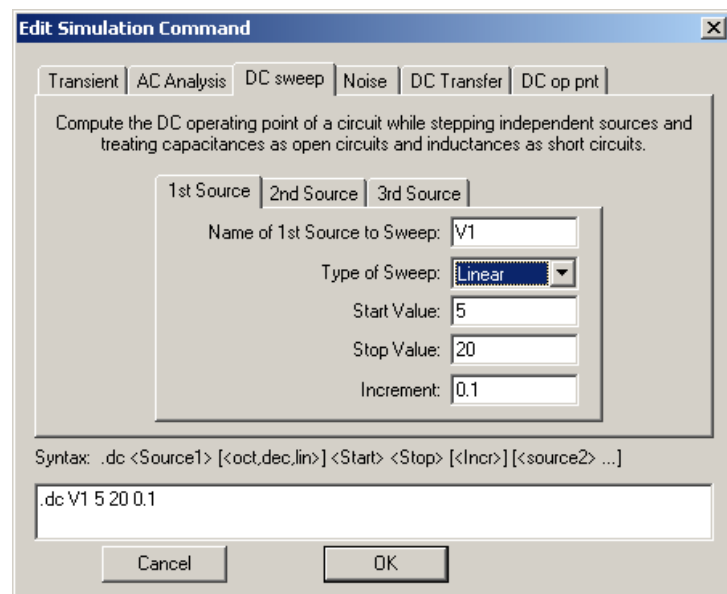 Edit Simulation Command
Transient AC Analysis DC sweep Noise DC Transfer DC op pnt
Compute the DC operating point of a circuit while stepping independent sources and
treating capacitances as open circuits and inductances as short circuits.
1st Source 2nd Source 3rd Source
Name of 1st Source to Sweep: V1
Type of Sweep: Linear
Start Value: 5
Stop Value: 20
Increment: 0.1
Syntax: .dc <Source1> [<oct,dec,lin>] <Start> <Stop> [<Incr>] [<source2> ...]
.dc V1 5 20 0.1
Cancel OK